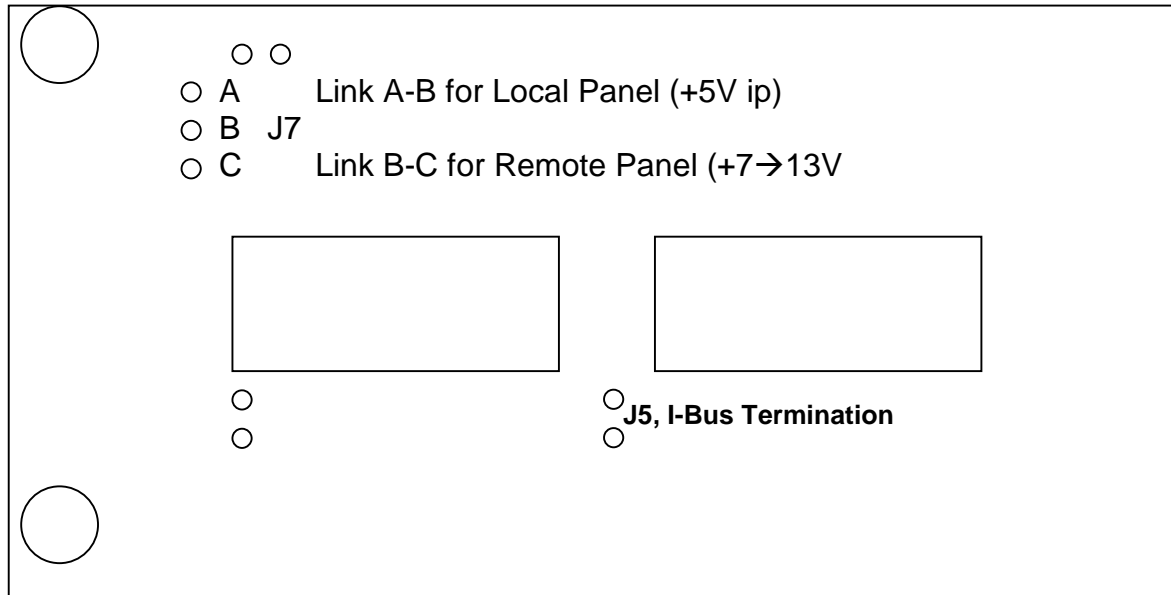 A Link A-B for Local Panel (+5V ip)
B J7
C Link B-C for Remote Panel (+7→13V
J5, I-Bus Termination